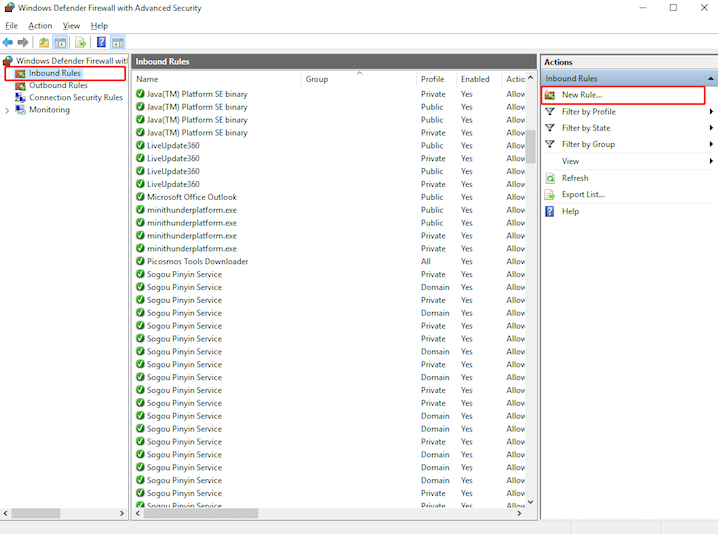 Windows Defender Firewall with Advanced Security
File Action View Help
Windows Defender Firewall with
Inbound Rules
Outbound Rules
Connection Security Rules
Monitoring
Inbound Rules
Name Group Profile Enabled Actio
Java(TM) Platform SE binary Private Yes Allow
Java(TM) Platform SE binary Public Yes Allow
Java(TM) Platform SE binary Public Yes Allow
Java(TM) Platform SE binary Private Yes Allow
LiveUpdate360 Public Yes Allow
LiveUpdate360 Private Yes Allow
LiveUpdate360 Public Yes Allow
LiveUpdate360 Private Yes Allow
Microsoft Office Outlook Public Yes Allow
minithunderplatform.exe Public Yes Allow
minithunderplatform.exe Public Yes Allow
minithunderplatform.exe Private Yes Allow
minithunderplatform.exe Private Yes Allow
Picosmos Tools Downloader All Yes Allow
Sogou Pinyin Service Private Yes Allow
Sogou Pinyin Service Domain Yes Allow
Sogou Pinyin Service Domain Yes Allow
Sogou Pinyin Service Private Yes Allow
Sogou Pinyin Service Private Yes Allow
Sogou Pinyin Service Private Yes Allow
Sogou Pinyin Service Domain Yes Allow
Sogou Pinyin Service Private Yes Allow
Sogou Pinyin Service Domain Yes Allow
Sogou Pinyin Service Domain Yes Allow
Sogou Pinyin Service Private Yes Allow
Sogou Pinyin Service Domain Yes Allow
Sogou Pinyin Service Domain Yes Allow
Sogou Pinyin Service Private Yes Allow
Sogou Pinyin Service Domain Yes Allow
Sogou Pinyin Service Domain Yes Allow
Sogou Pinyin Service Domain Yes Allow
Sogou Pinyin Service Private Yes Allow
Sogou Pinyin Service Private Yes Allow
Actions
Inbound Rules
New Rule...
Filter by Profile
Filter by State
Filter by Group
View
Refresh
Export List...
Help